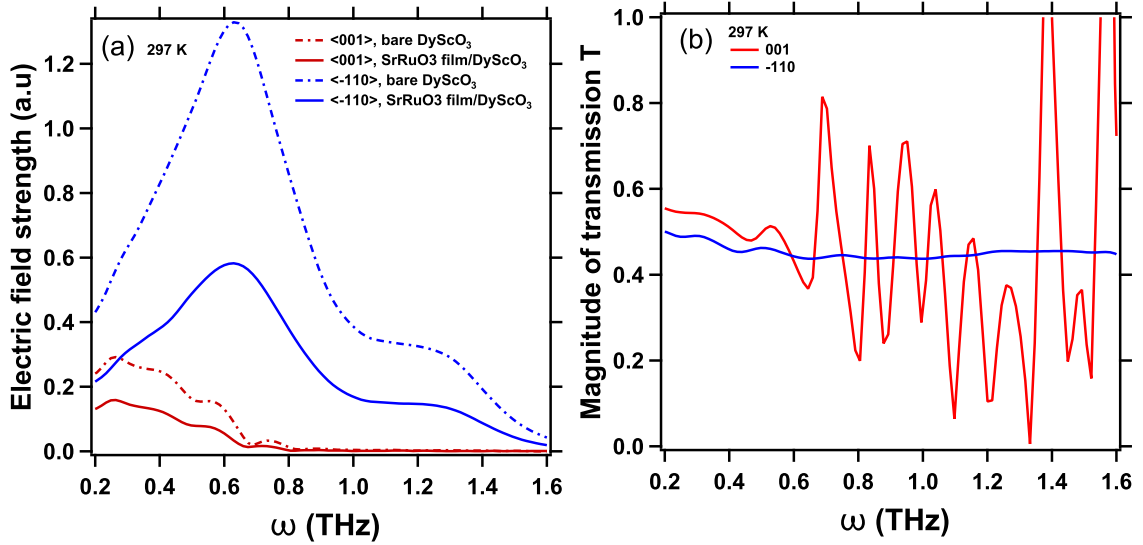 (a)
297 K
<001>, bare DyScO₃
<001>, SrRuO3 film/DyScO₃
<-110>, bare DyScO₃
<-110>, SrRuO3 film/DyScO₃
Electric field strength (a.u)
1.2
1.0
0.8
0.6
0.4
0.2
0.0
0.2 0.4 0.6 0.8 1.0 1.2 1.4 1.6
ω (THz)
(b)
297 K
001
-110
Magnitude of transmission T
1.0
0.8
0.6
0.4
0.2
0.0
0.2 0.4 0.6 0.8 1.0 1.2 1.4 1.6
ω (THz)